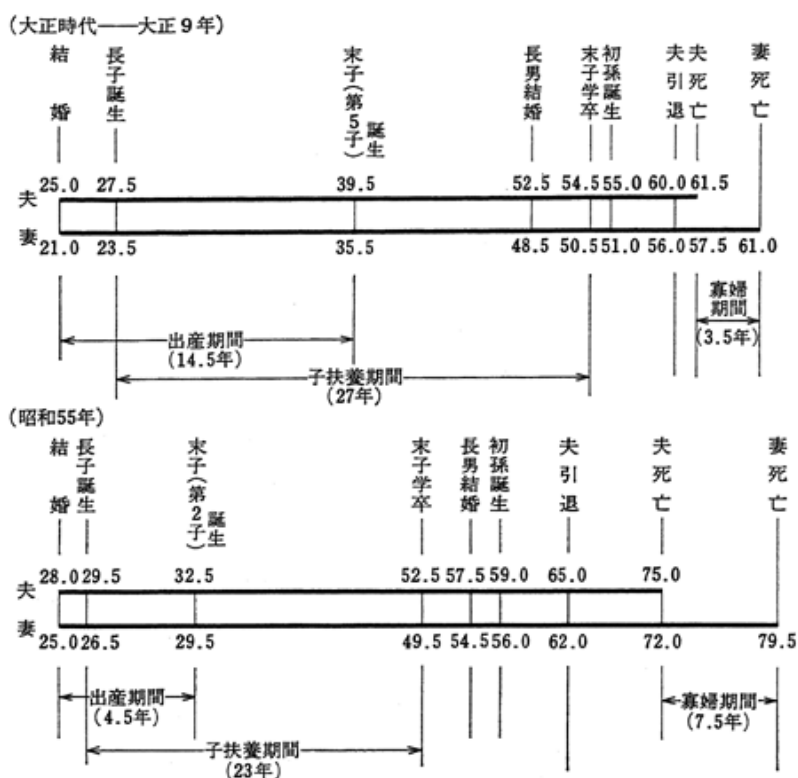 (大正時代——大正9年)
結婚
長子誕生
末子(第5子)誕生
長男結婚
末子学卒
初孫誕生
夫引退
夫死亡
妻死亡
25.0 27.5 39.5 52.5 54.5 55.0 60.0 61.5
夫
妻
21.0 23.5 35.5 48.5 50.5 51.0 56.0 57.5 61.0
出産期間
(14.5年)
寡婦
期間
(3.5年)
子扶養期間
(27年)
(昭和55年)
結婚
長子誕生
末子(第2子)誕生
末子学卒
長男結婚
初孫誕生
夫引退
夫死亡
妻死亡
28.0 29.5 32.5 52.5 57.5 59.0 65.0 75.0
夫
妻
25.0 26.5 29.5 49.5 54.5 56.0 62.0 72.0 79.5
出産期間
(4.5年)
寡婦期間
(7.5年)
子扶養期間
(23年)